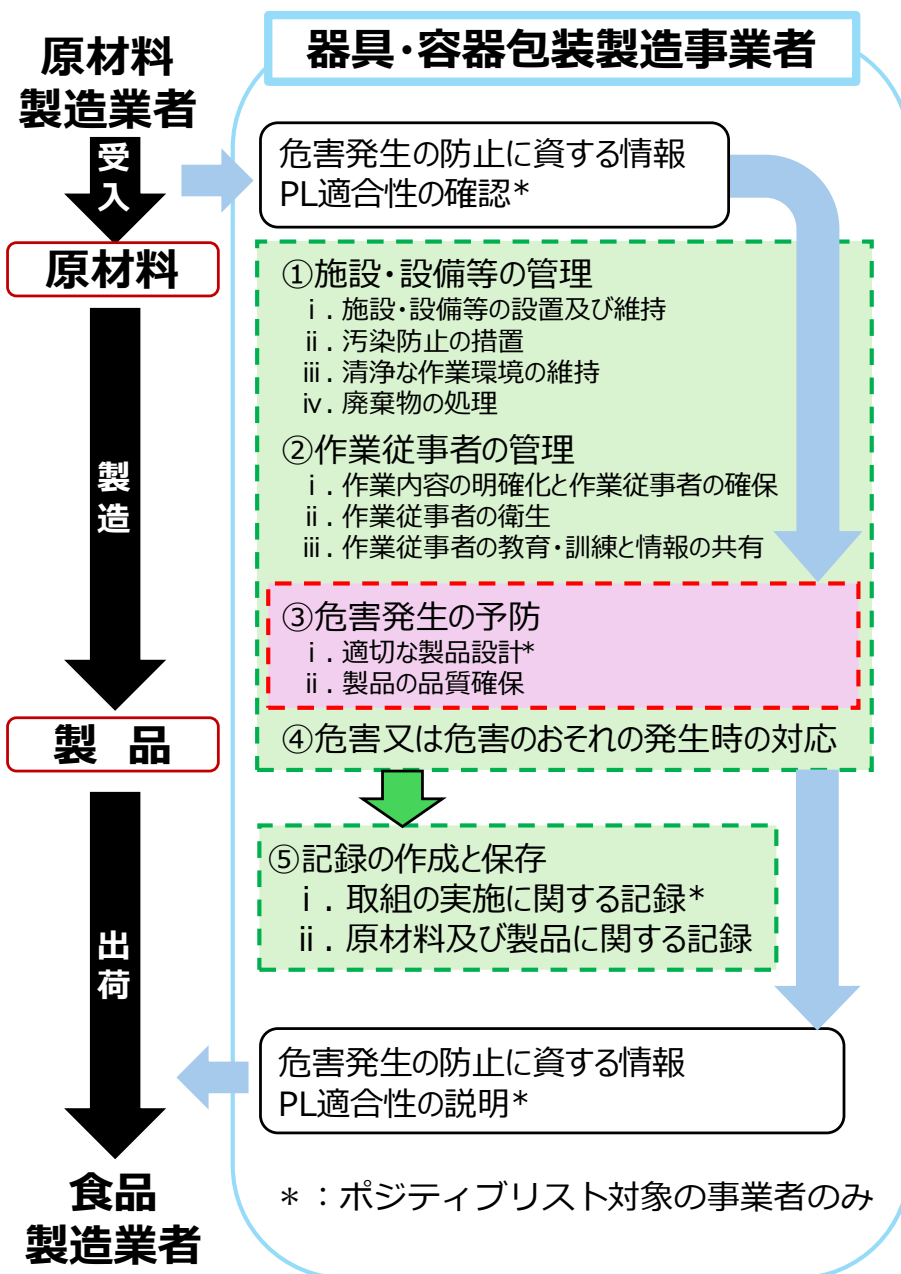 原材料
製造業者
受入
原材料
製造
製品
出荷
食品
製造業者
器具・容器包装製造事業者
危害発生の防止に資する情報
PL適合性の確認*
①施設・設備等の管理
ⅰ．施設・設備等の設置及び維持
ⅱ．汚染防止の措置
ⅲ．清浄な作業環境の維持
ⅳ．廃棄物の処理
②作業従事者の管理
ⅰ．作業内容の明確化と作業従事者の確保
ⅱ．作業従事者の衛生
ⅲ．作業従事者の教育・訓練と情報の共有
③危害発生の予防
ⅰ．適切な製品設計*
ⅱ．製品の品質確保
④危害又は危害のおそれの発生時の対応
⑤記録の作成と保存
ⅰ．取組の実施に関する記録*
ⅱ．原材料及び製品に関する記録
危害発生の防止に資する情報
PL適合性の説明*
*：ポジティブリスト対象の事業者のみ